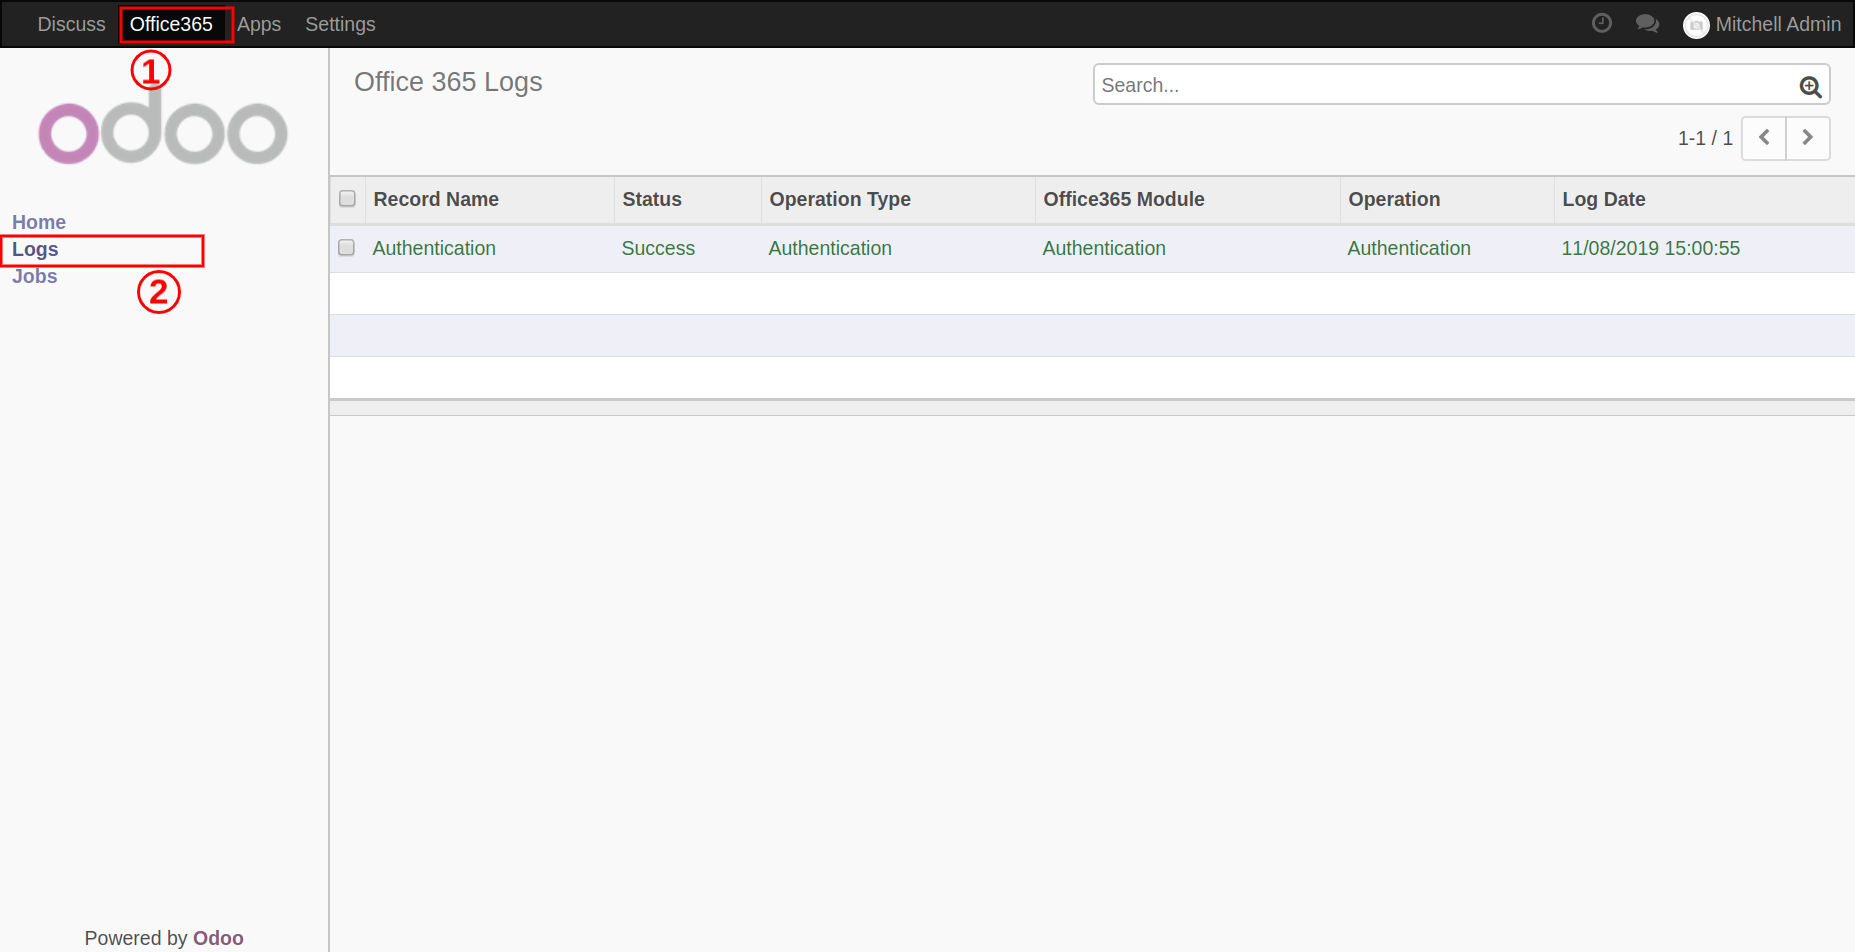 Discuss Office365 Apps Settings Mitchell Admin
1
odoo
Office 365 Logs
Search...
1-1 / 1
Home
Logs
Jobs
2
Record Name Status Operation Type Office365 Module Operation Log Date
Authentication Success Authentication Authentication Authentication 11/08/2019 15:00:55
Powered by Odoo